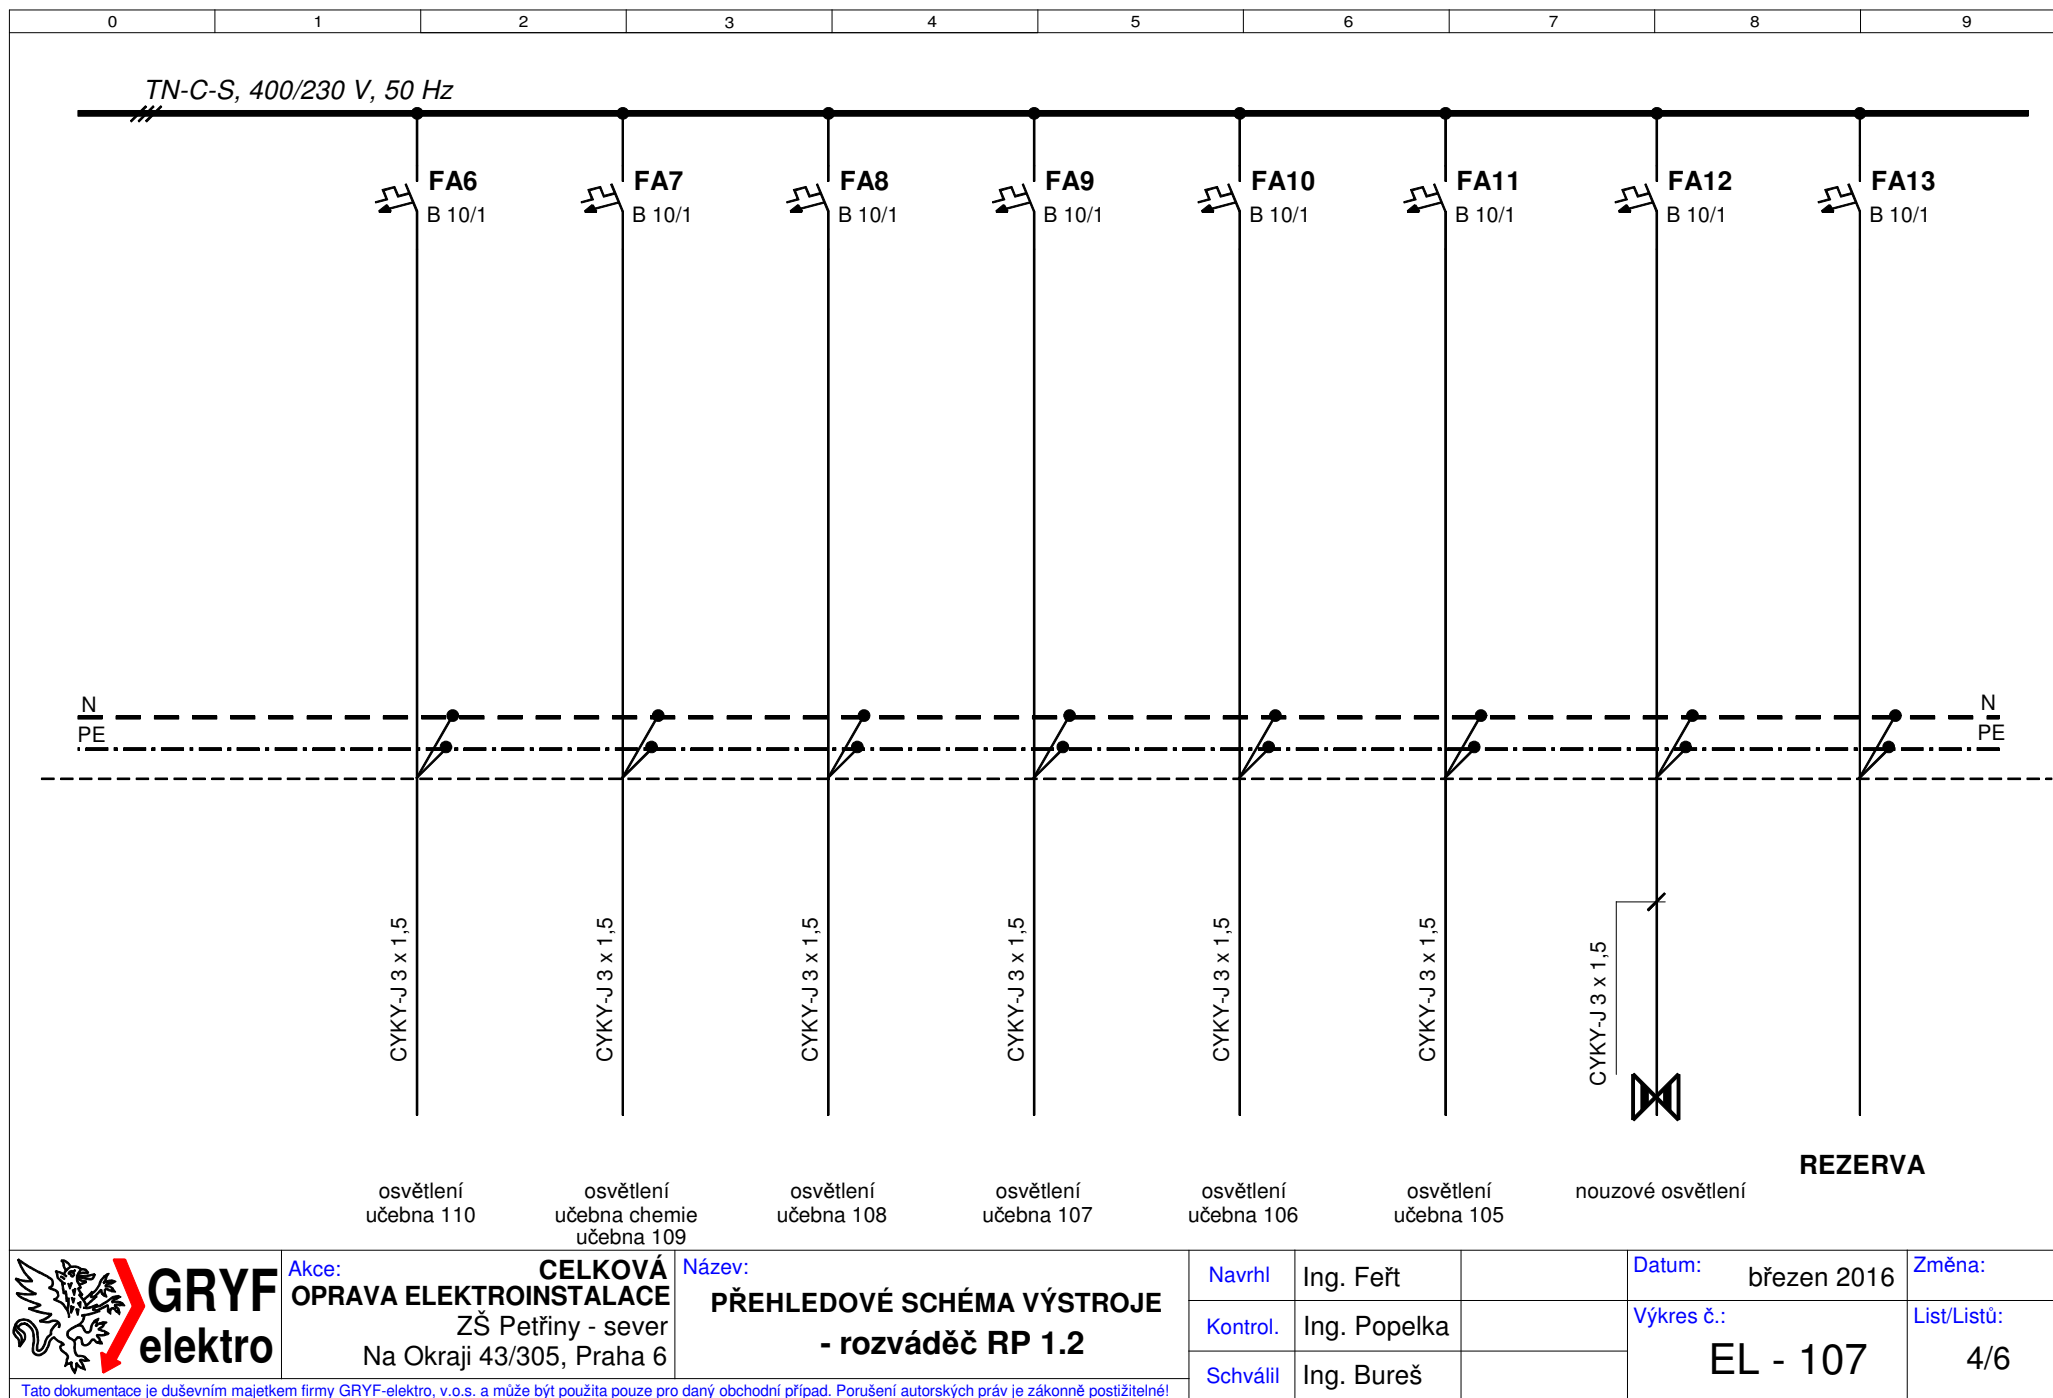 0 1 2 3 4 5 6 7 8 9
TN-C-S, 400/230 V, 50 Hz
FA6 FA7 FA8 FA9 FA10 FA11 FA12 FA13
B 10/1 B 10/1 B 10/1 B 10/1 B 10/1 B 10/1 B 10/1 B 10/1
N N
PE PE
CYKY-J 3 x 1,5 CYKY-J 3 x 1,5 CYKY-J 3 x 1,5 CYKY-J 3 x 1,5 CYKY-J 3 x 1,5 CYKY-J 3 x 1,5 CYKY-J 3 x 1,5
REZERVA
osvětlení osvětlení osvětlení osvětlení osvětlení osvětlení nouzové osvětlení
učebna 110 učebna chemie učebna 108 učebna 107 učebna 106 učebna 105
učebna 109
GRYF
elektro
Akce: CELKOVÁ
OPRAVA ELEKTROINSTALACE
ZŠ Petřiny - sever
Na Okraji 43/305, Praha 6
Název:
PŘEHLEDOVÉ SCHÉMA VÝSTROJE
- rozváděč RP 1.2
Navrhl Ing. Feřt
Kontrol. Ing. Popelka
Schválil Ing. Bureš
Datum: březen 2016
Změna:
Výkres č.:
EL - 107
List/Listů:
4/6
Tato dokumentace je duševním majetkem firmy GRYF-elektro, v.o.s. a může být použita pouze pro daný obchodní případ. Porušení autorských práv je zákonně postižitelné!